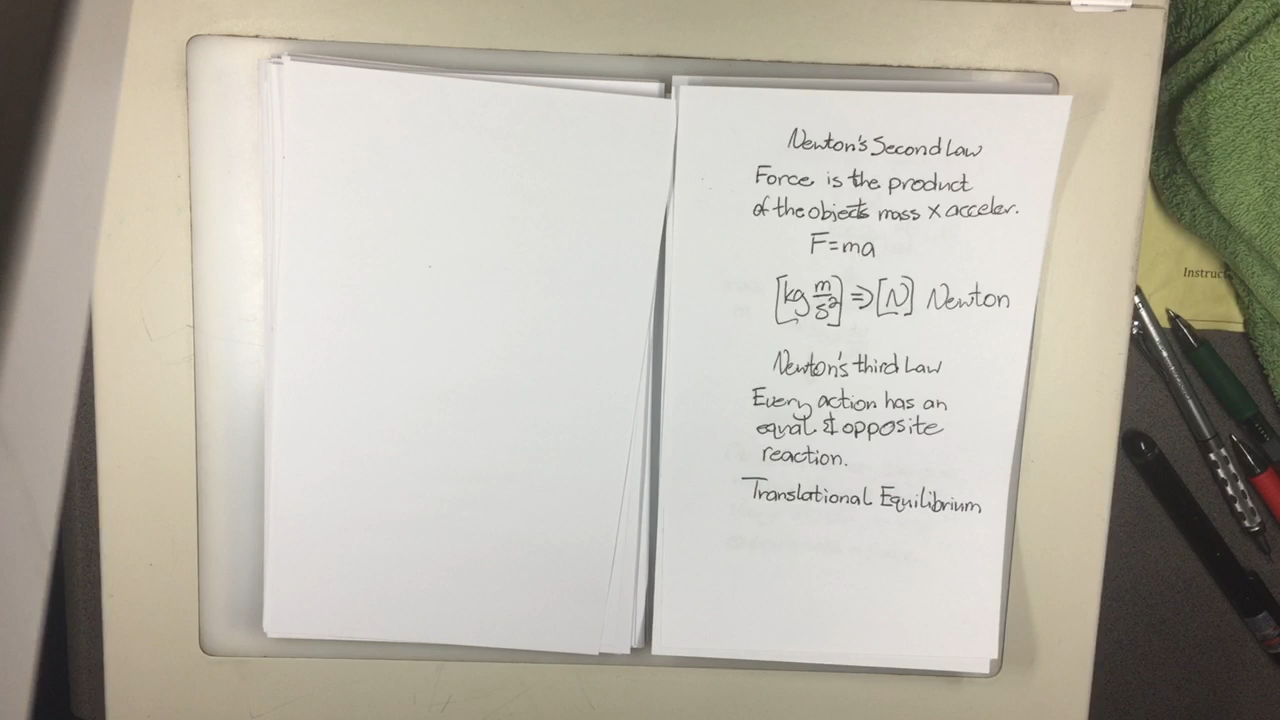 Newton's Second Law
Force is the product
of the objects mass x acceler.
F=ma
[kg m/s²] ⇒ [N] Newton
Newton's third Law
Every action has an
equal & opposite
reaction.
Translational Equilibrium
Instruc